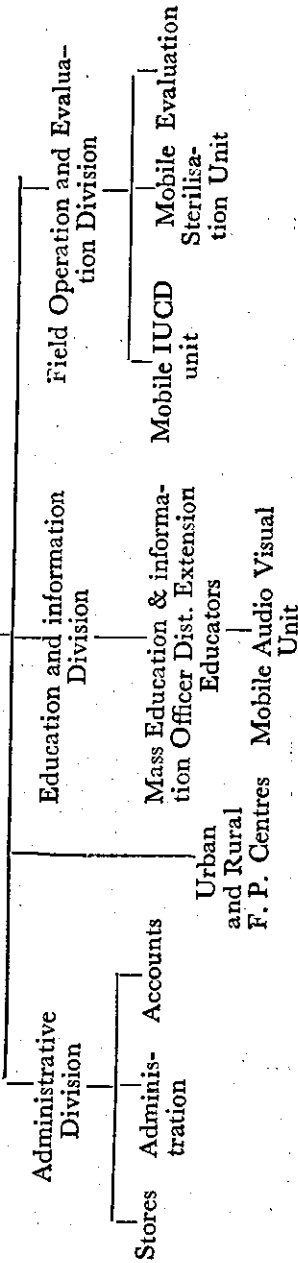 Administrative
Division
Stores
Adminis-
tration
Accounts
Urban
and Rural
F. P. Centres
Education and information
Division
Mass Education & informa-
tion Officer Dist. Extension
Educators
Mobile Audio Visual
Unit
Field Operation and Evalua-
tion Division
Mobile IUCD
unit
Mobile
Sterilisa-
tion Unit
Evaluation